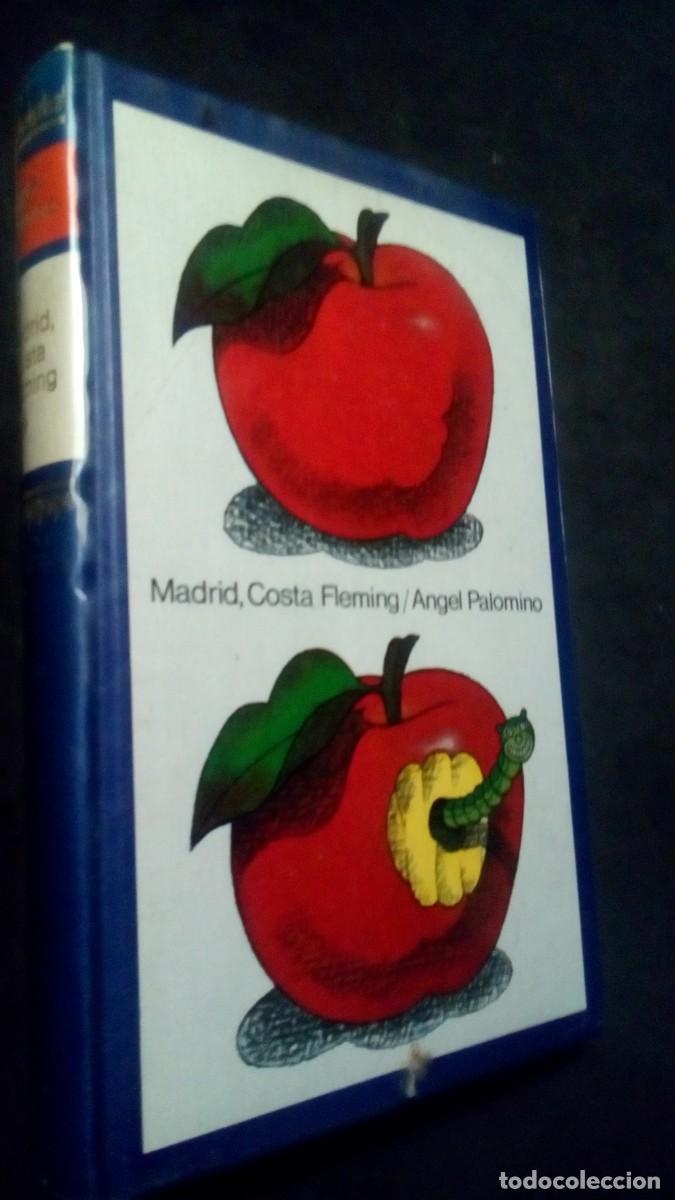 Madrid, Costa Fleming/Angel Palomino
todocoleccion